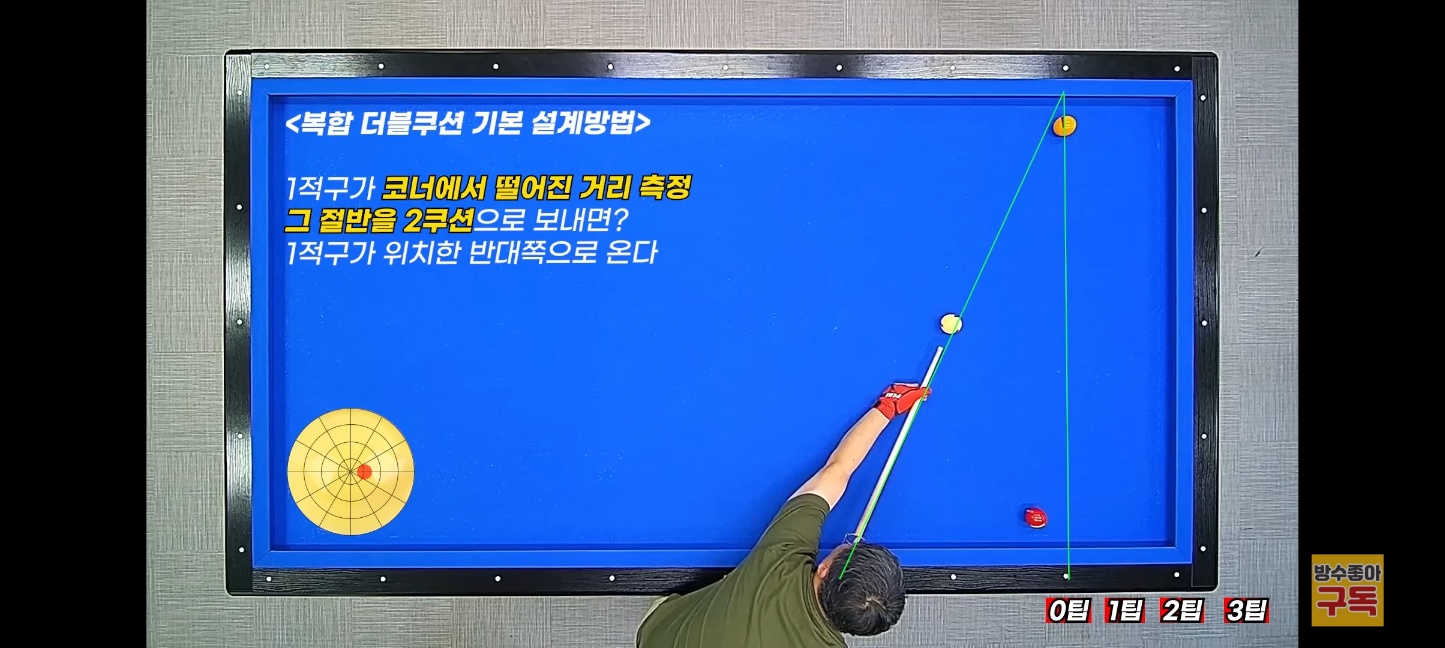 <복합 더블쿠션 기본 설계방법>
1적구가 코너에서 떨어진 거리 측정
그 절반을 2쿠션으로 보내면?
1적구가 위치한 반대쪽으로 온다
0팁 1팁 2팁 3팁
방수좋아
구독